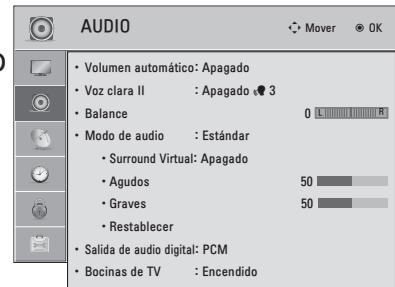 AUDIO Mover OK
• Volumen automático: Apagado
• Voz clara II : Apagado 3
• Balance 0 L R
• Modo de audio : Estándar
• Surround Virtual: Apagado
• Agudos 50
• Graves 50
• Restablecer
• Salida de audio digital: PCM
• Bocinas de TV : Encendido